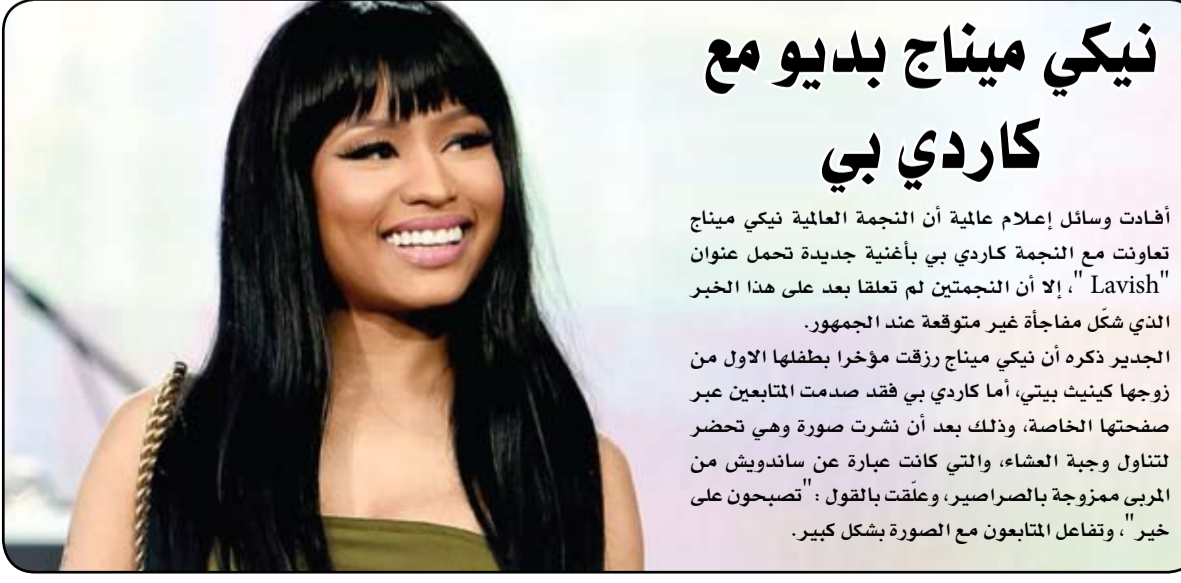 نيكي ميناج بديو مع
كاردي بي
أفادت وسائل إعلام عالمية أن النجمة العالمية نيكي ميناج
تعاونت مع النجمة كاردي بي بأغنية جديدة تحمل عنوان
"Lavish "، إلا أن النجمتين لم تعلقا بعد على هذا الخبر
الذي شكّل مفاجأة غير متوقعة عند الجمهور.
الجدير ذكره أن نيكي ميناج رزقت مؤخرا بطفلها الاول من
زوجها كينيث بيتي، أما كاردي بي فقد صدمت المتابعين عبر
صفحتها الخاصة، وذلك بعد أن نشرت صورة وهي تحضر
لتناول وجبة العشاء، والتي كانت عبارة عن ساندويش من
المربى ممزوجة بالصراصير، وعلّقت بالقول : "تصبحون على
خير"، وتفاعل المتابعون مع الصورة بشكل كبير.